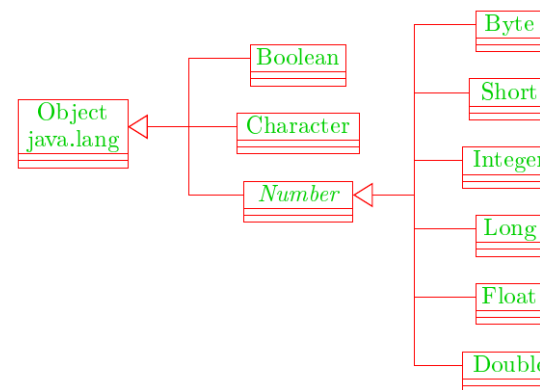 Object
java.lang
Boolean
Character
Number
Byte
Short
Integer
Long
Float
Double